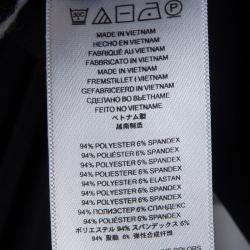 MADE IN VIETNAM
HECHO EN VIETNAM
FABRIQUÉ AU VIETNAM
FABBRICATO IN VIETNAM
MADE IN VIETNAM
FREMSTILLET I VIETNAM
GEFABRICEERD IN VIETNAM
СДЕЛАНО ВО ВЬЕТНАМЕ
FEITO NO VIETNAME
ベトナム製
越南制造
94% POLYESTER 6% SPANDEX
94% POLIÉSTER 6% SPANDEX
94% POLYESTER 6% SPANDEX
94% POLIESTERE 6% SPANDEX
94% POLYESTER 6% ELASTAN
94% POLYESTER 6% SPANDEX
94% POLYESTER 6% SPANDEX
94% ПОЛИЭСТЕР 6% СПАНДЕКС
94% POLIÉSTER 6% SPANDEX
ポリエステル 94% スパンデックス 6%
94% 聚酯 6% 弹性合成纤维